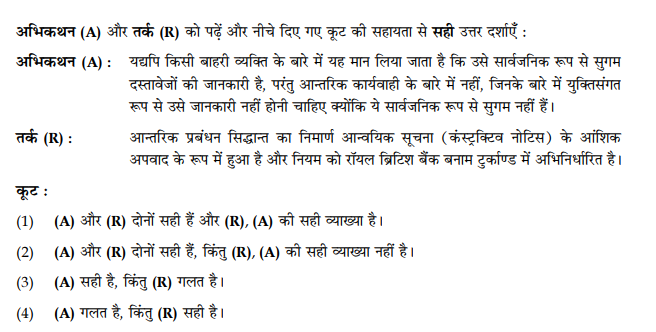 अभिकथन (A) और तर्क (R) को पढ़ें और नीचे दिए गए कूट की सहायता से सही उत्तर दर्शाएँ :
अभिकथन (A) : यद्यपि किसी बाहरी व्यक्ति के बारे में यह मान लिया जाता है कि उसे सार्वजनिक रूप से सुगम
दस्तावेजों की जानकारी है, परंतु आन्तरिक कार्यवाही के बारे में नहीं, जिनके बारे में युक्तिसंगत
रूप से उसे जानकारी नहीं होनी चाहिए क्योंकि ये सार्वजनिक रूप से सुगम नहीं हैं।
तर्क (R) : आन्तरिक प्रबंधन सिद्धान्त का निमार्ण आन्वयिक सूचना (कंस्ट्रक्टिव नोटिस) के आंशिक
अपवाद के रूप में हुआ है और नियम को रॉयल ब्रिटिश बैंक बनाम टुर्काण्ड में अभिनिर्धारित है।
कूट :
(1) (A) और (R) दोनों सही हैं और (R), (A) की सही व्याख्या है।
(2) (A) और (R) दोनों सही हैं, किंतु (R), (A) की सही व्याख्या नहीं है।
(3) (A) सही है, किंतु (R) गलत है।
(4) (A) गलत है, किंतु (R) सही है।